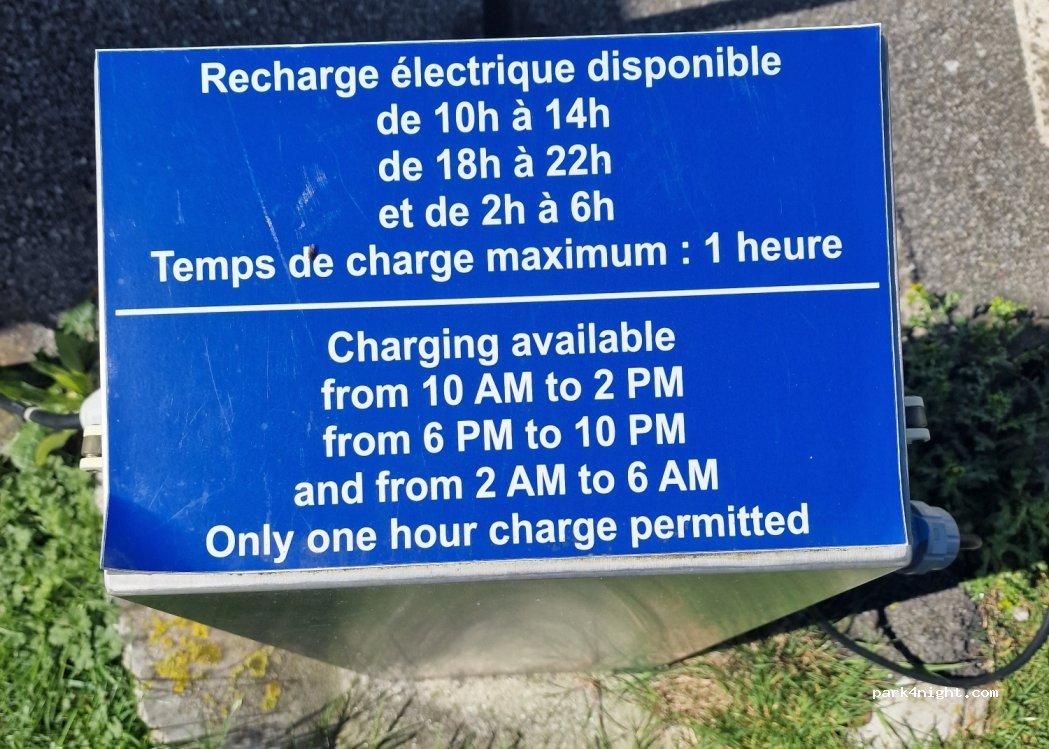 Recharge électrique disponible
de 10h à 14h
de 18h à 22h
et de 2h à 6h
Temps de charge maximum : 1 heure
Charging available
from 10 AM to 2 PM
from 6 PM to 10 PM
and from 2 AM to 6 AM
Only one hour charge permitted
park4night.com